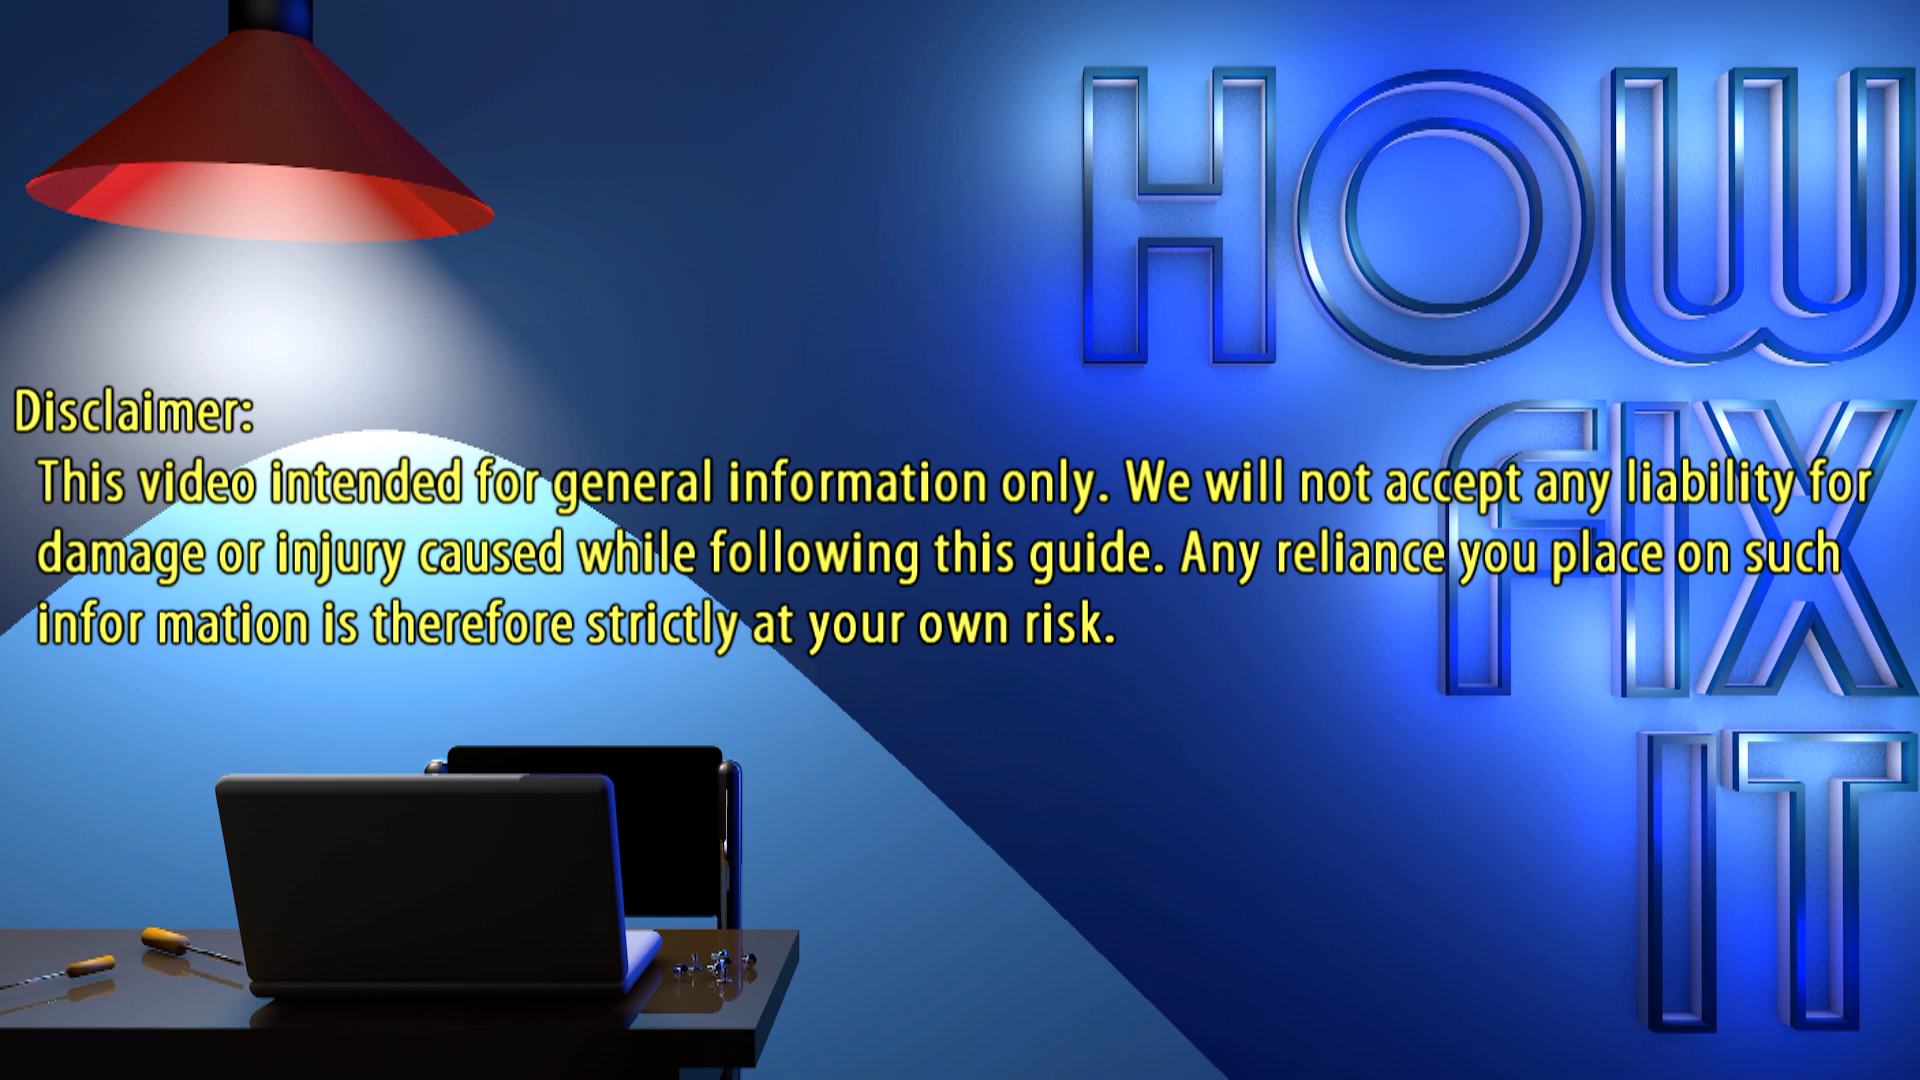 HOW
FIX
IT
Disclaimer:
This video intended for general information only. We will not accept any liability for
damage or injury caused while following this guide. Any reliance you place on such
infor mation is therefore strictly at your own risk.